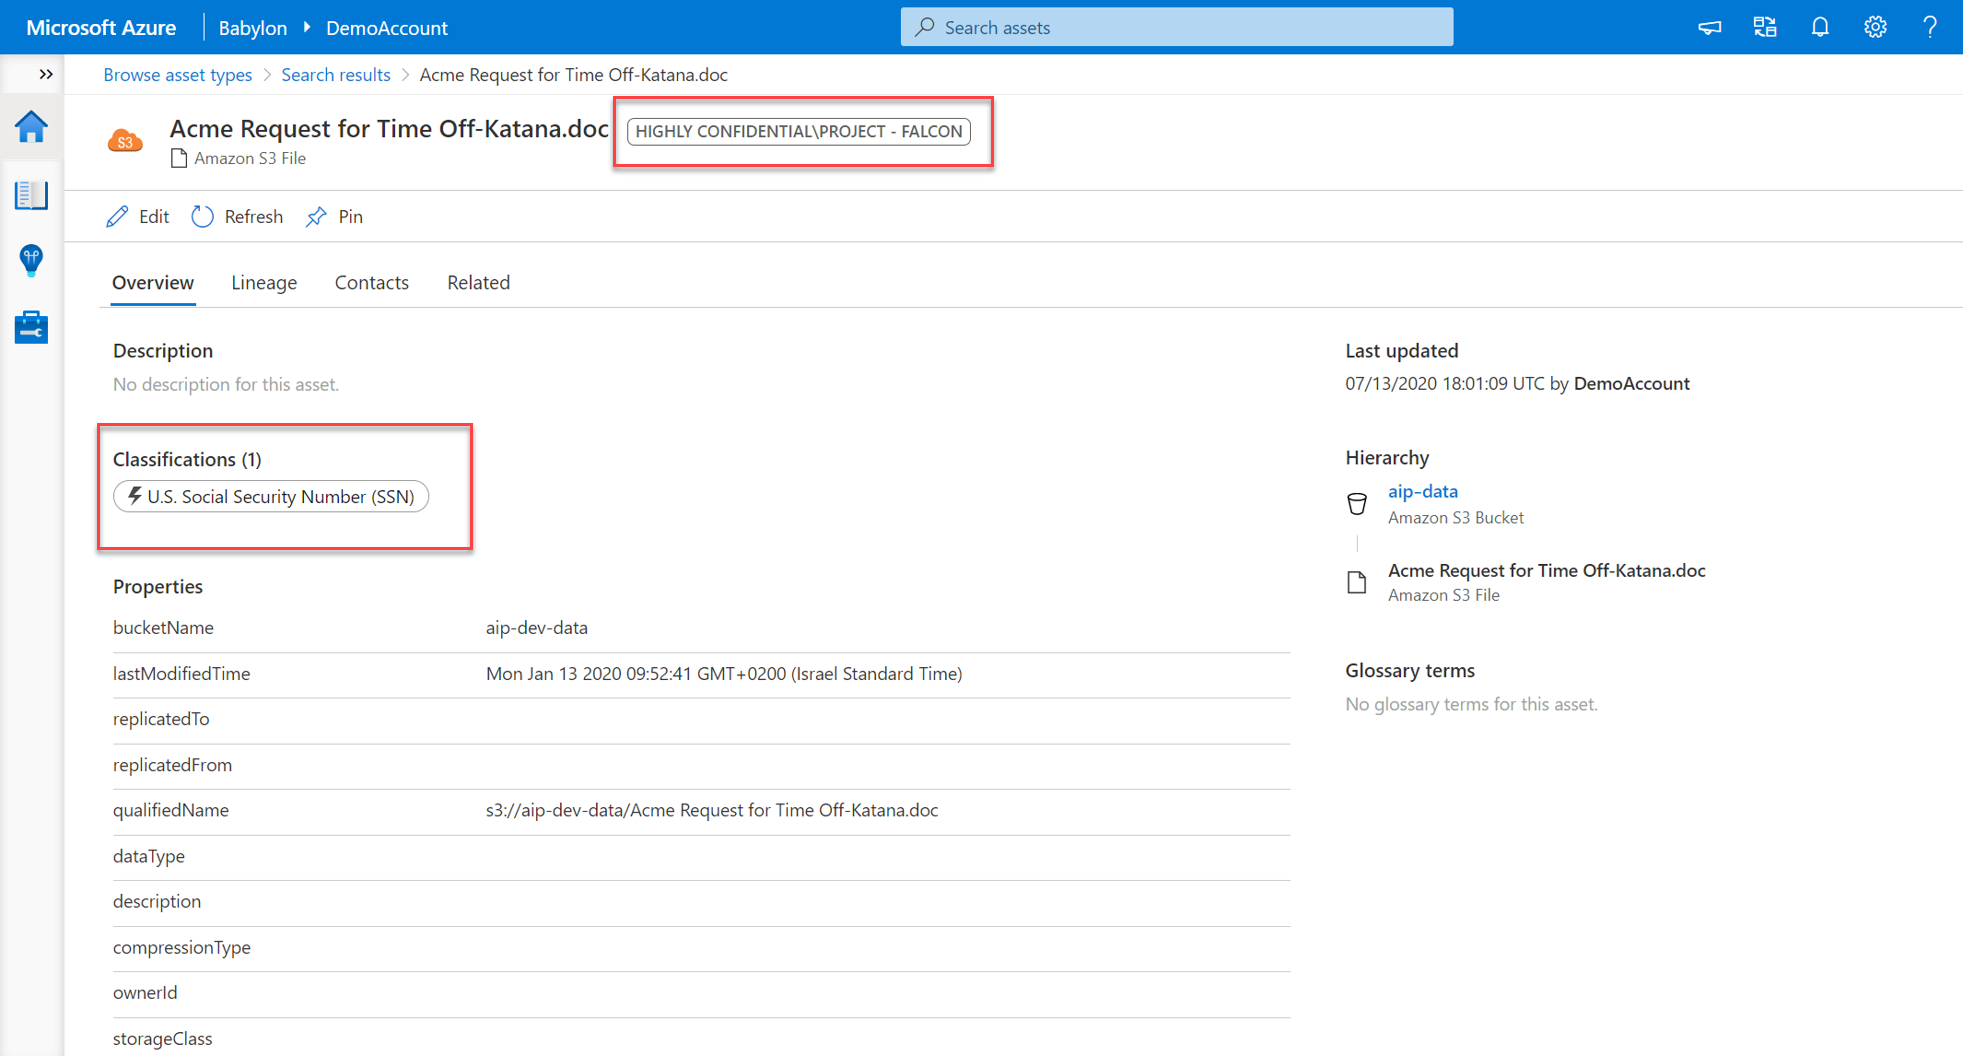 Microsoft Azure Babylon DemoAccount
Search assets
Browse asset types Search results Acme Request for Time Off-Katana.doc
S3
Acme Request for Time Off-Katana.doc
HIGHLY CONFIDENTIAL\PROJECT - FALCON
Amazon S3 File
Edit Refresh Pin
Overview Lineage Contacts Related
Description
No description for this asset.
Classifications (1)
U.S. Social Security Number (SSN)
Properties
bucketName aip-dev-data
lastModifiedTime Mon Jan 13 2020 09:52:41 GMT+0200 (Israel Standard Time)
replicatedTo
replicatedFrom
qualifiedName s3://aip-dev-data/Acme Request for Time Off-Katana.doc
dataType
description
compressionType
ownerId
storageClass
Last updated
07/13/2020 18:01:09 UTC by DemoAccount
Hierarchy
aip-data
Amazon S3 Bucket
Acme Request for Time Off-Katana.doc
Amazon S3 File
Glossary terms
No glossary terms for this asset.